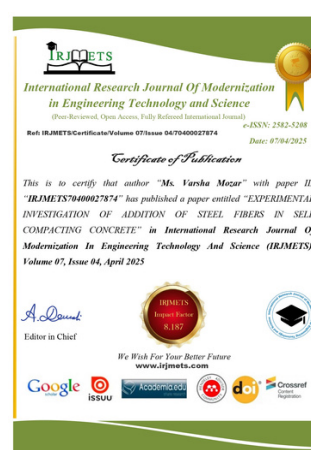 IRJMETS
International Research Journal Of Modernization
in Engineering Technology and Science
(Peer-Reviewed, Open Access, Fully Refereed International Journal)
e-ISSN: 2582-5208
Ref: IRJMETS/Certificate/Volume 07/Issue 04/70400027874
Date: 07/04/2025
Certificate of Publication
This is to certify that author "Ms. Varsha Mozar" with paper ID
"IRJMETS70400027874" has published a paper entitled "EXPERIMENTAL
INVESTIGATION OF ADDITION OF STEEL FIBERS IN SELF
COMPACTING CONCRETE" in International Research Journal Of
Modernization In Engineering Technology And Science (IRJMETS),
Volume 07, Issue 04, April 2025
IRJMETS
Impact Factor
8.187
Editor in Chief
We Wish For Your Better Future
www.irjmets.com
Google
scholar
issuu
Academia.edu
doi
Crossref
Content
Registration